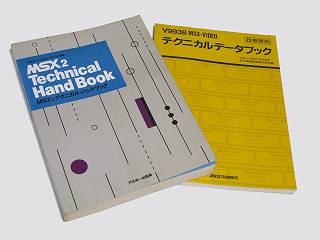 MSX2
Technical
Hand Book
MSX2テクニカル・ハンドブック
アスキー出版局
V9938 MSX-VIDEO
技術資料
テクニカルデータブック